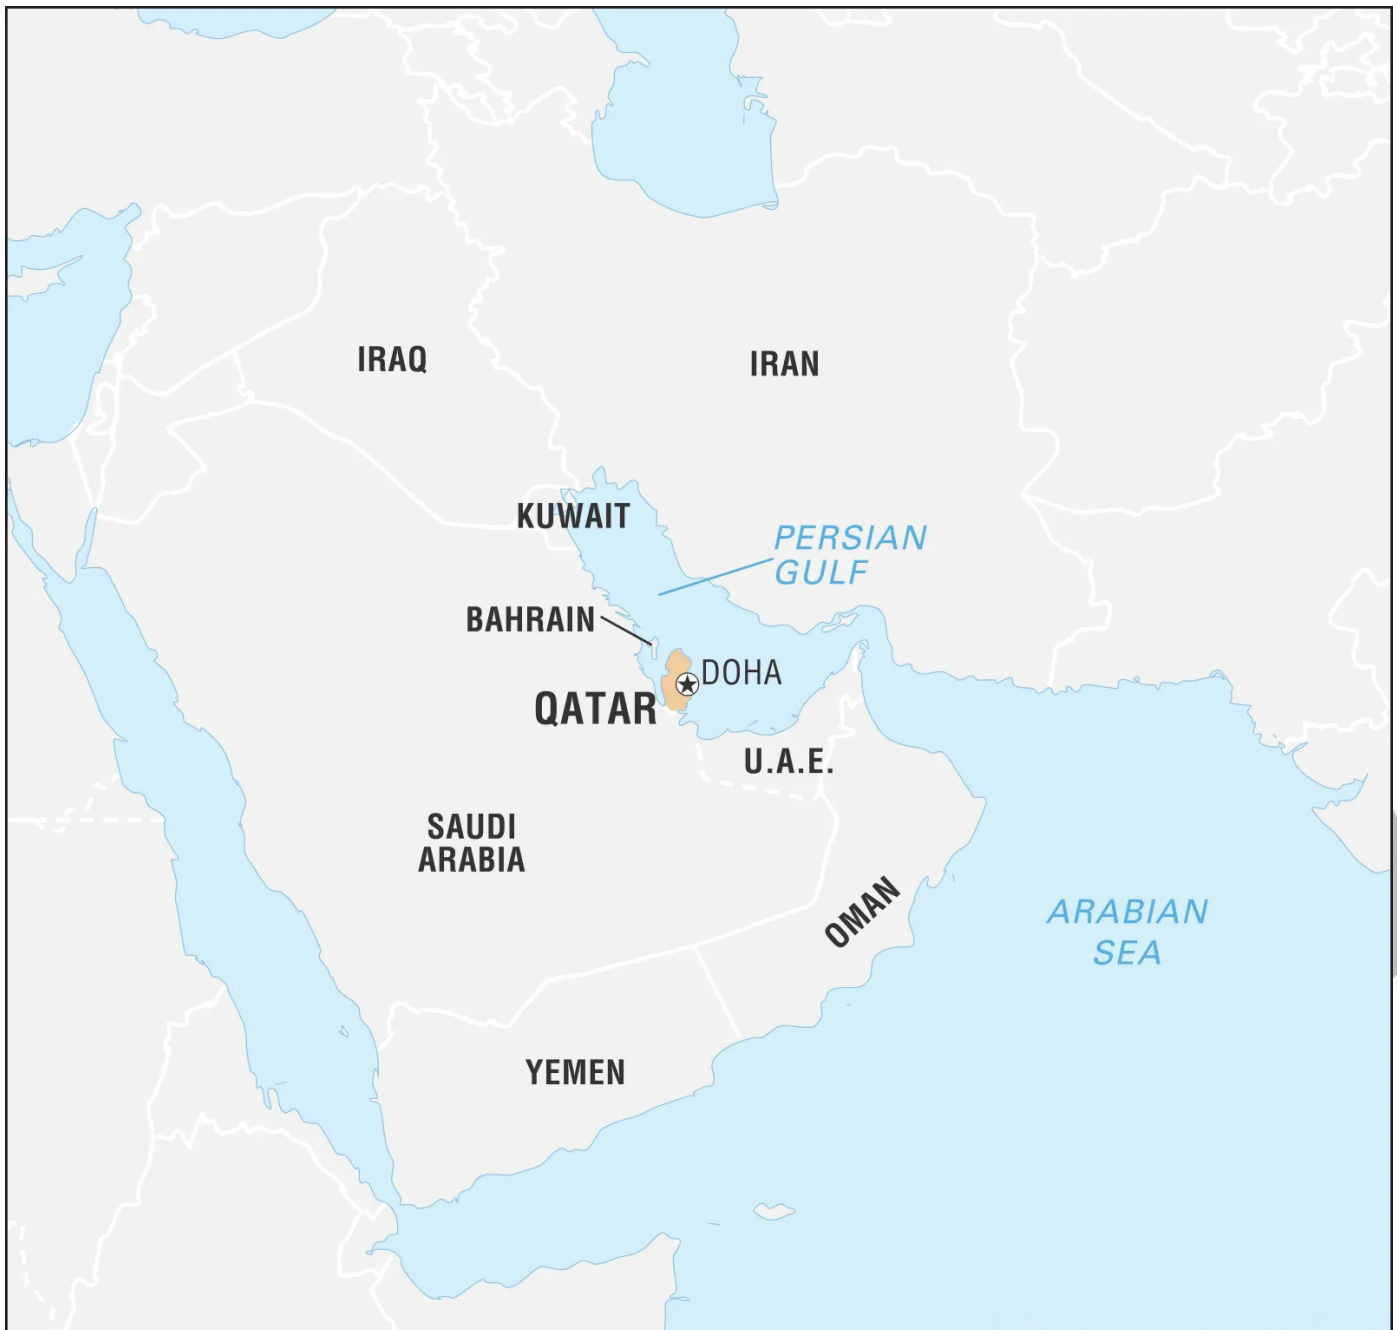 IRAQ
IRAN
KUWAIT
PERSIAN
GULF
BAHRAIN
DOHA
QATAR
U.A.E.
SAUDI
ARABIA
OMAN
ARABIAN
SEA
YEMEN